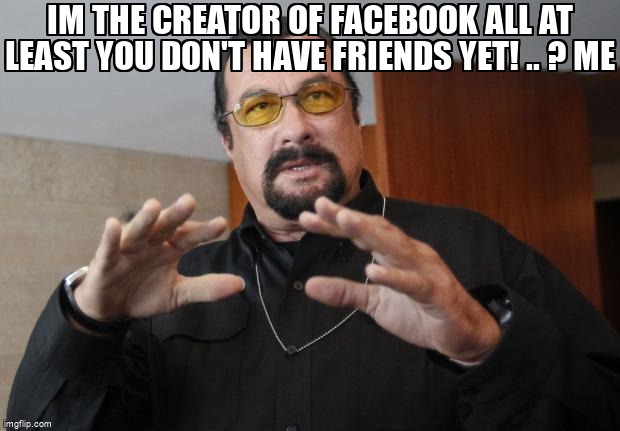 IM THE CREATOR OF FACEBOOK ALL AT
LEAST YOU DON'T HAVE FRIENDS YET! .. ? ME
imgflip.com